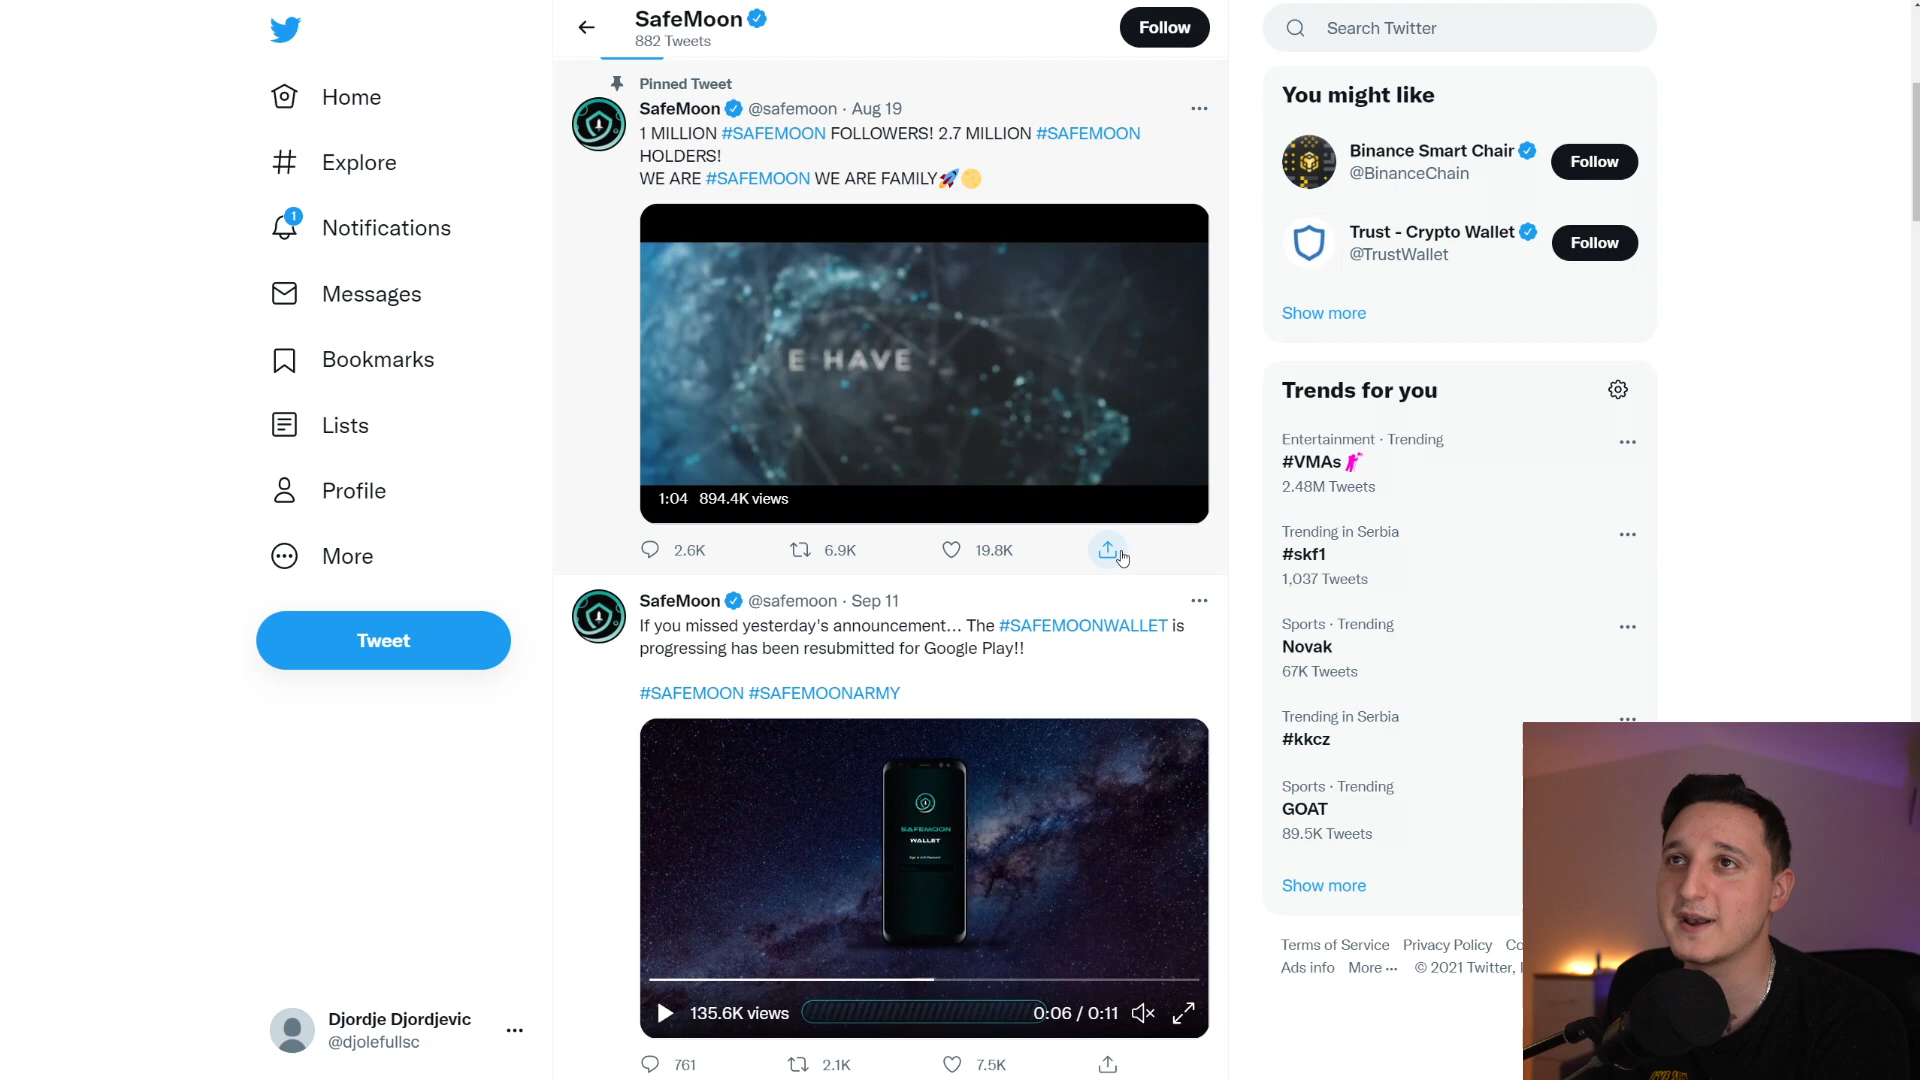 Home
Explore
1
Notifications
Messages
Bookmarks
Lists
Profile
More
Tweet
Djordje Djordjevic
@djolefullsc
SafeMoon
882 Tweets
Follow
Pinned Tweet
SafeMoon @safemoon · Aug 19
1 MILLION #SAFEMOON FOLLOWERS! 2.7 MILLION #SAFEMOON
HOLDERS!
WE ARE #SAFEMOON WE ARE FAMILY🚀🌕
E HAVE
1:04 894.4K views
2.6K 6.9K 19.8K
SafeMoon @safemoon · Sep 11
If you missed yesterday's announcement... The #SAFEMOONWALLET is
progressing has been resubmitted for Google Play!!
#SAFEMOON #SAFEMOONARMY
SAFEMOON
WALLET
135.6K views 0:06 / 0:11
761 2.1K 7.5K
Search Twitter
You might like
Binance Smart Chair
@BinanceChain
Follow
Trust - Crypto Wallet
@TrustWallet
Follow
Show more
Trends for you
Entertainment · Trending
#VMAs
2.48M Tweets
Trending in Serbia
#skf1
1,037 Tweets
Sports · Trending
Novak
67K Tweets
Trending in Serbia
#kkcz
Sports · Trending
GOAT
89.5K Tweets
Show more
Terms of Service Privacy Policy Co
Ads info More ··· © 2021 Twitter, I